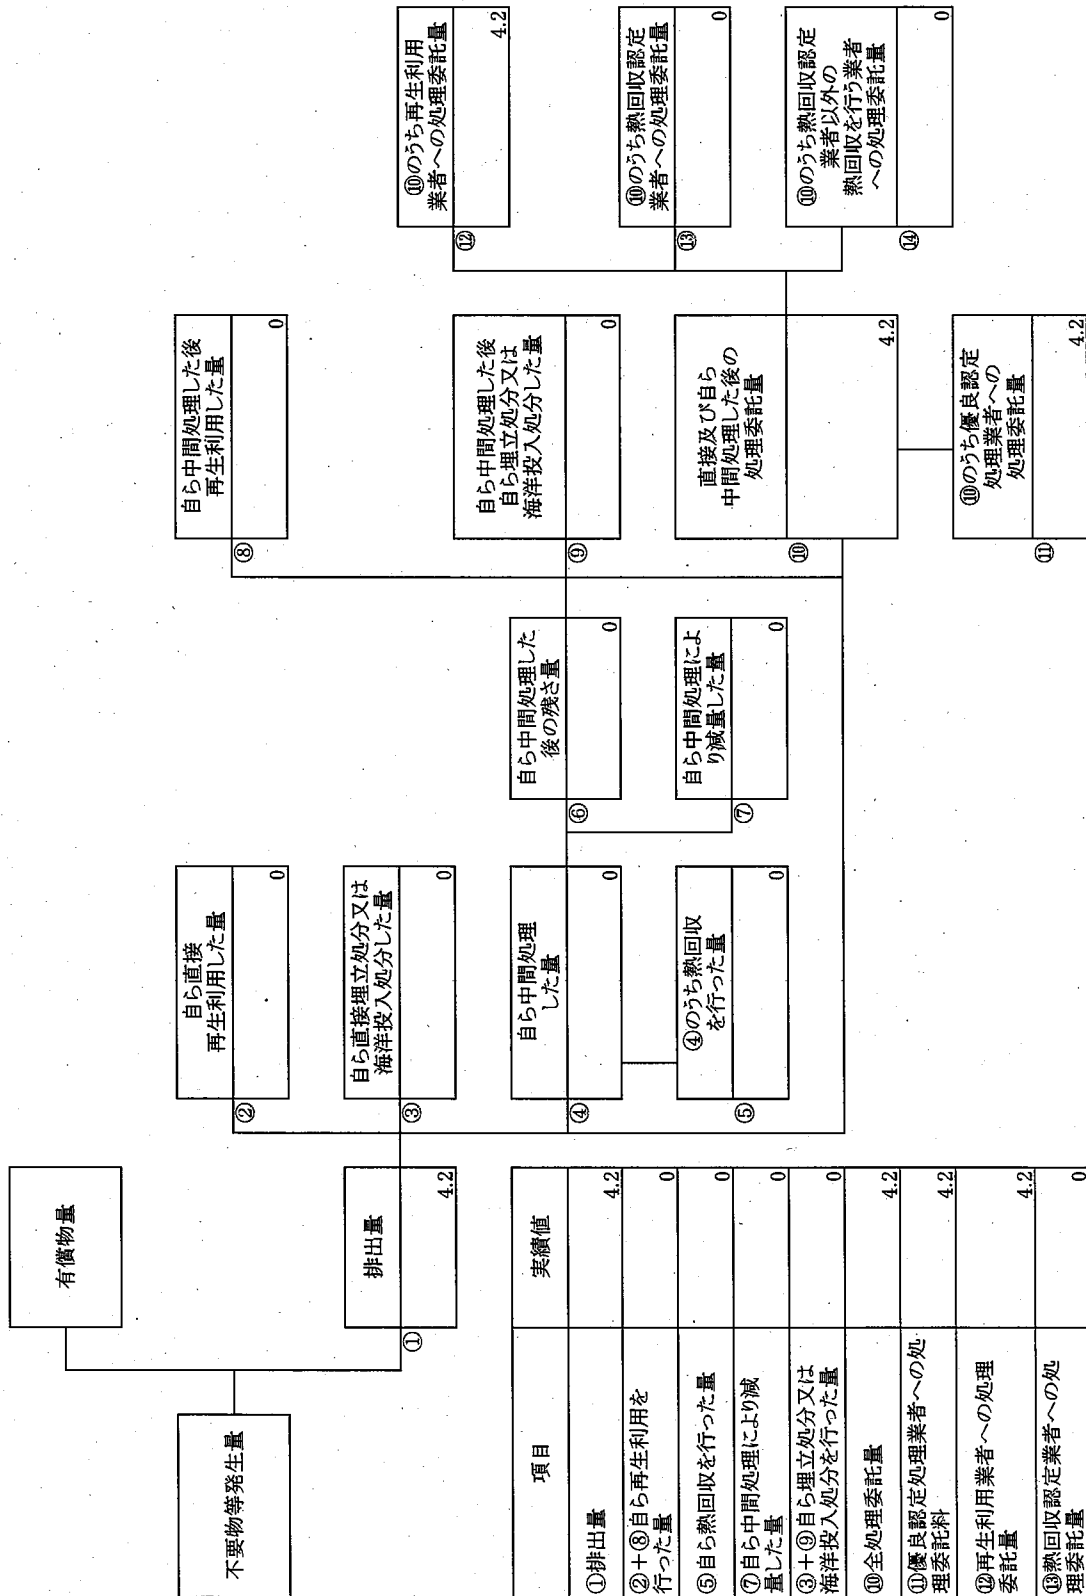 不要物等発生量
有償物量
①
排出量
4.2
②
自ら直接
再生利用した量
0
③
自ら直接埋立処分又は
海洋投入処分した量
0
④
自ら中間処理
した量
0
⑤
④のうち熱回収
を行った量
0
⑥
自ら中間処理した
後の残さ量
0
⑦
自ら中間処理によ
り減量した量
0
⑧
自ら中間処理した後
再生利用した量
0
⑨
自ら中間処理した後
自ら埋立処分又は
海洋投入処分した量
0
⑩
直接及び自ら
中間処理した後の
処理委託量
4.2
⑪
⑩のうち優良認定
処理業者への
処理委託量
4.2
⑫
⑩のうち再生利用
業者への処理委託量
4.2
⑬
⑩のうち熱回収認定
業者への処理委託量
0
⑭
⑩のうち熱回収認定
業者以外の
熱回収を行う業者
への処理委託量
0
項目
実績値
①排出量
4.2
②+⑧自ら再生利用を
行った量
0
⑤自ら熱回収を行った量
0
⑦自ら中間処理により減
量した量
0
③+⑨自ら埋立処分又は
海洋投入処分を行った量
0
⑩全処理委託量
4.2
⑪優良認定処理業者への処
理委託料
4.2
⑫再生利用業者への処理
委託量
4.2
⑬熱回収認定業者への処
理委託量
0